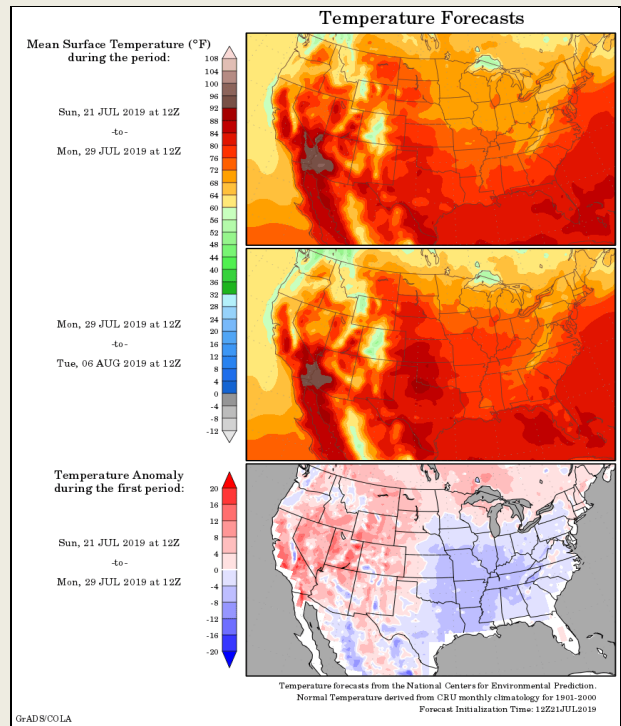 Temperature Forecasts
Mean Surface Temperature (°F)
during the period:
108
104
100
96
92
88
84
80
76
72
68
64
60
56
52
48
44
40
36
32
28
24
20
16
12
8
4
0
-4
-8
-12
Sun, 21 JUL 2019 at 12Z
-to-
Mon, 29 JUL 2019 at 12Z
Mon, 29 JUL 2019 at 12Z
-to-
Tue, 06 AUG 2019 at 12Z
Temperature Anomaly
during the first period:
20
16
12
8
4
0
-4
-8
-12
-16
-20
Sun, 21 JUL 2019 at 12Z
-to-
Mon, 29 JUL 2019 at 12Z
Temperature forecasts from the National Centers for Environmental Prediction.
Normal Temperature derived from CRU monthly climatology for 1901-2000
Forecast Initialization Time: 12Z21JUL2019
GrADS/COLA